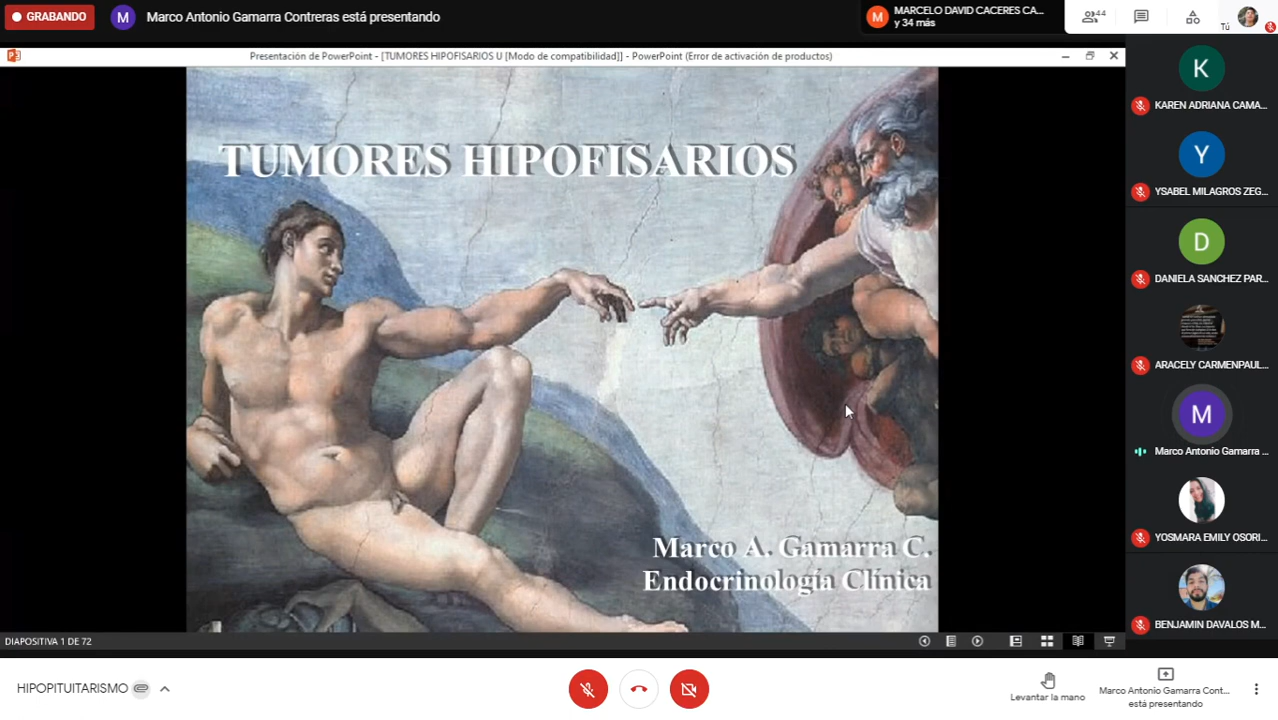 GRABANDO
M
Marco Antonio Gamarra Contreras está presentando
M
MARCELO DAVID CACERES CA...
y 34 más
44
Tú
Presentación de PowerPoint - [TUMORES HIPOFISARIOS U [Modo de compatibilidad]] - PowerPoint (Error de activación de productos)
TUMORES HIPOFISARIOS
Marco A. Gamarra C.
Endocrinología Clínica
DIAPOSITIVA 1 DE 72
K
KAREN ADRIANA CAMA...
Y
YSABEL MILAGROS ZEG...
D
DANIELA SANCHEZ PAR...
ARACELY CARMENPAUL...
M
Marco Antonio Gamarra ...
YOSMARA EMILY OSORI...
BENJAMIN DAVALOS M...
HIPOPITUITARISMO
Levantar la mano
Marco Antonio Gamarra Cont...
está presentando